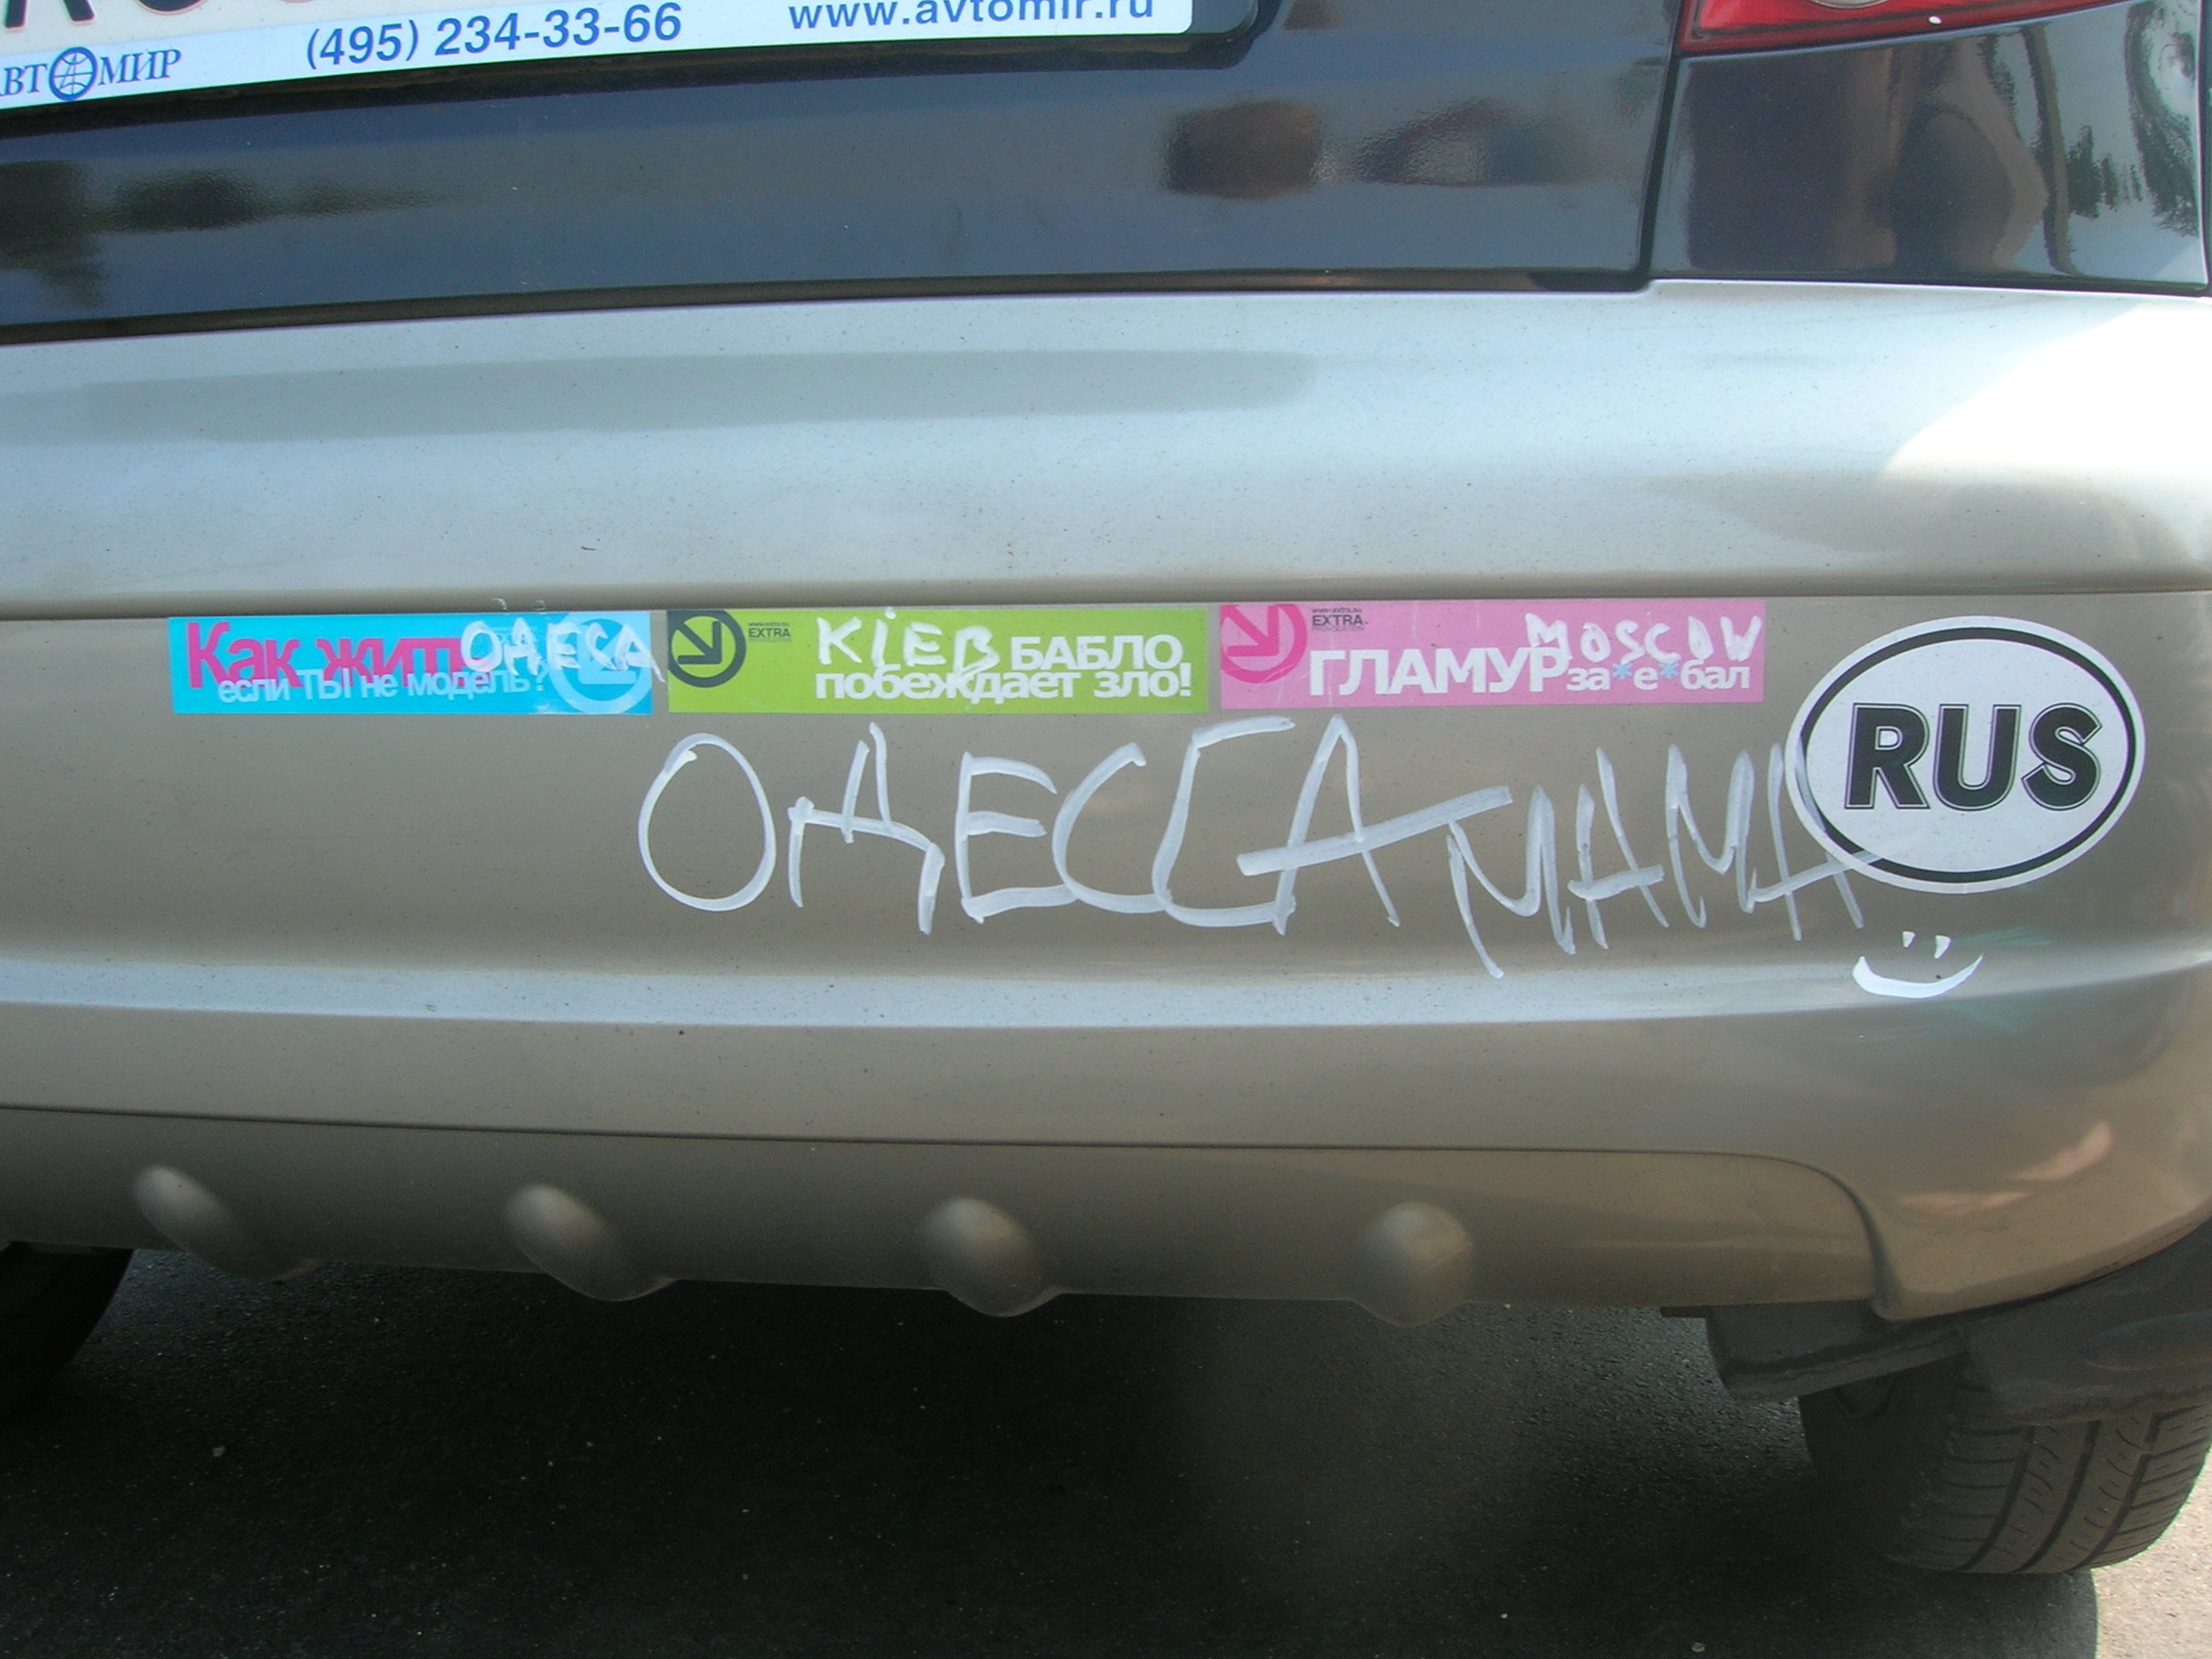 www.avtomir.ru
(495) 234-33-66
АВТОМИР
Как жить ОДЕСА
если ТЫ не модель?
EXTRA
КІЕВ БАБЛО
побеждает зло!
EXTRA
MOSCOW
ГЛАМУР за*е*бал
RUS
ОДЕССА МАМА